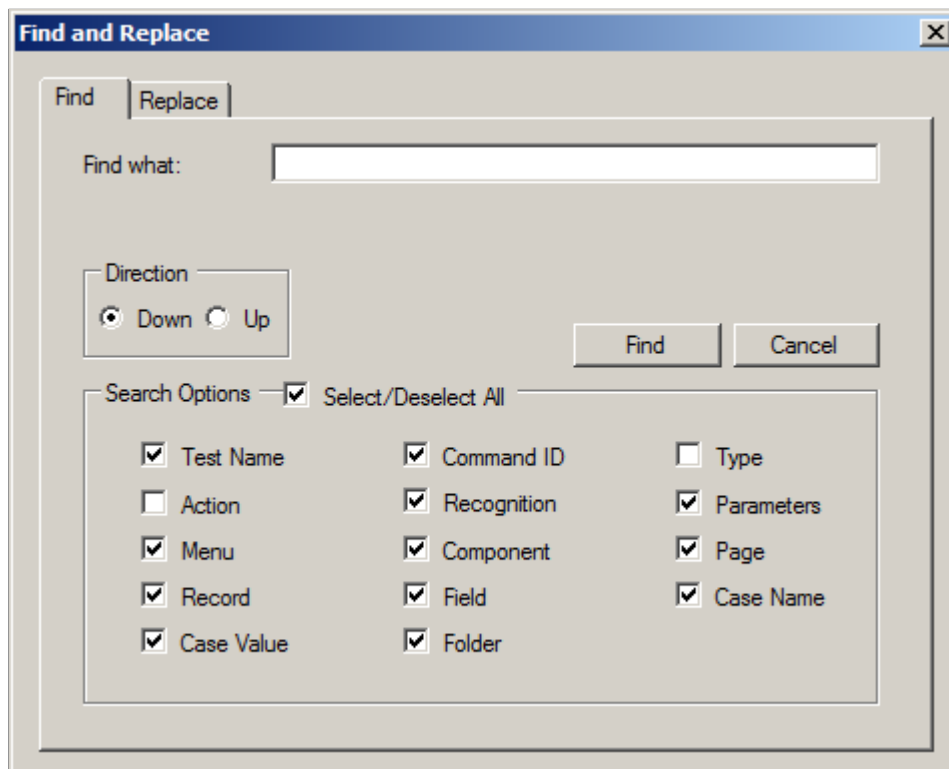 Find and Replace
Find Replace
Find what:
Direction
Down Up
Find Cancel
Search Options Select/Deselect All
Test Name Command ID Type
Action Recognition Parameters
Menu Component Page
Record Field Case Name
Case Value Folder